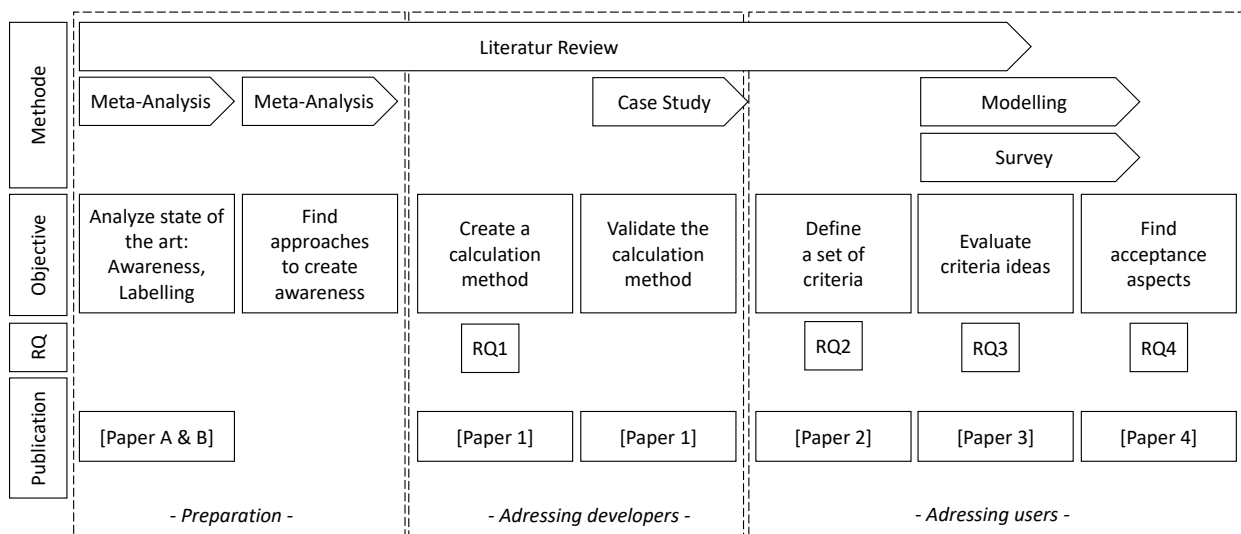 Methode
Literatur Review
Meta-Analysis
Meta-Analysis
Case Study
Modelling
Survey
Objective
Analyze state of
the art:
Awareness,
Labelling
Find
approaches
to create
awareness
Create a
calculation
method
Validate the
calculation
method
Define
a set of
criteria
Evaluate
criteria ideas
Find
acceptance
aspects
RQ
RQ1
RQ2
RQ3
RQ4
Publication
[Paper A & B]
[Paper 1]
[Paper 1]
[Paper 2]
[Paper 3]
[Paper 4]
- Preparation -
- Adressing developers -
- Adressing users -